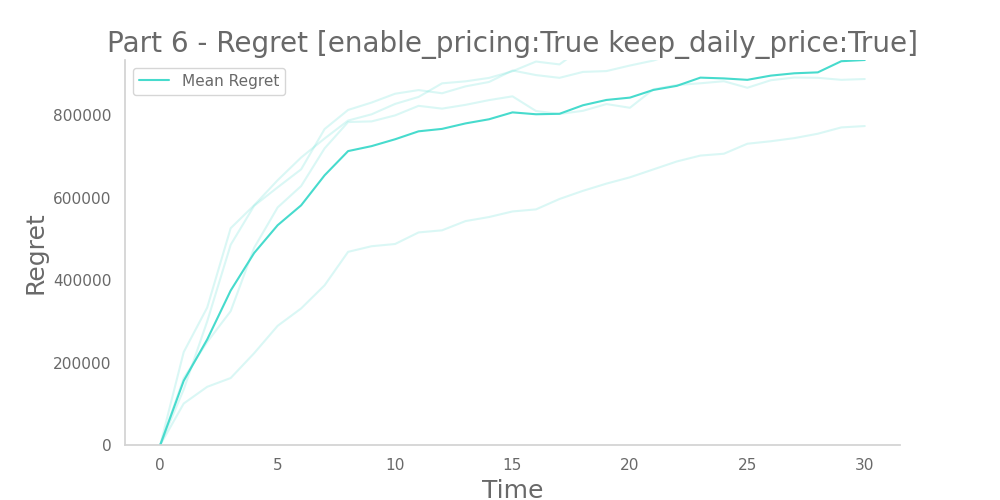 Part 6 - Regret [enable_pricing:True keep_daily_price:True]
Mean Regret
800000
600000
400000
200000
0
Regret
0 5 10 15 20 25 30
Time